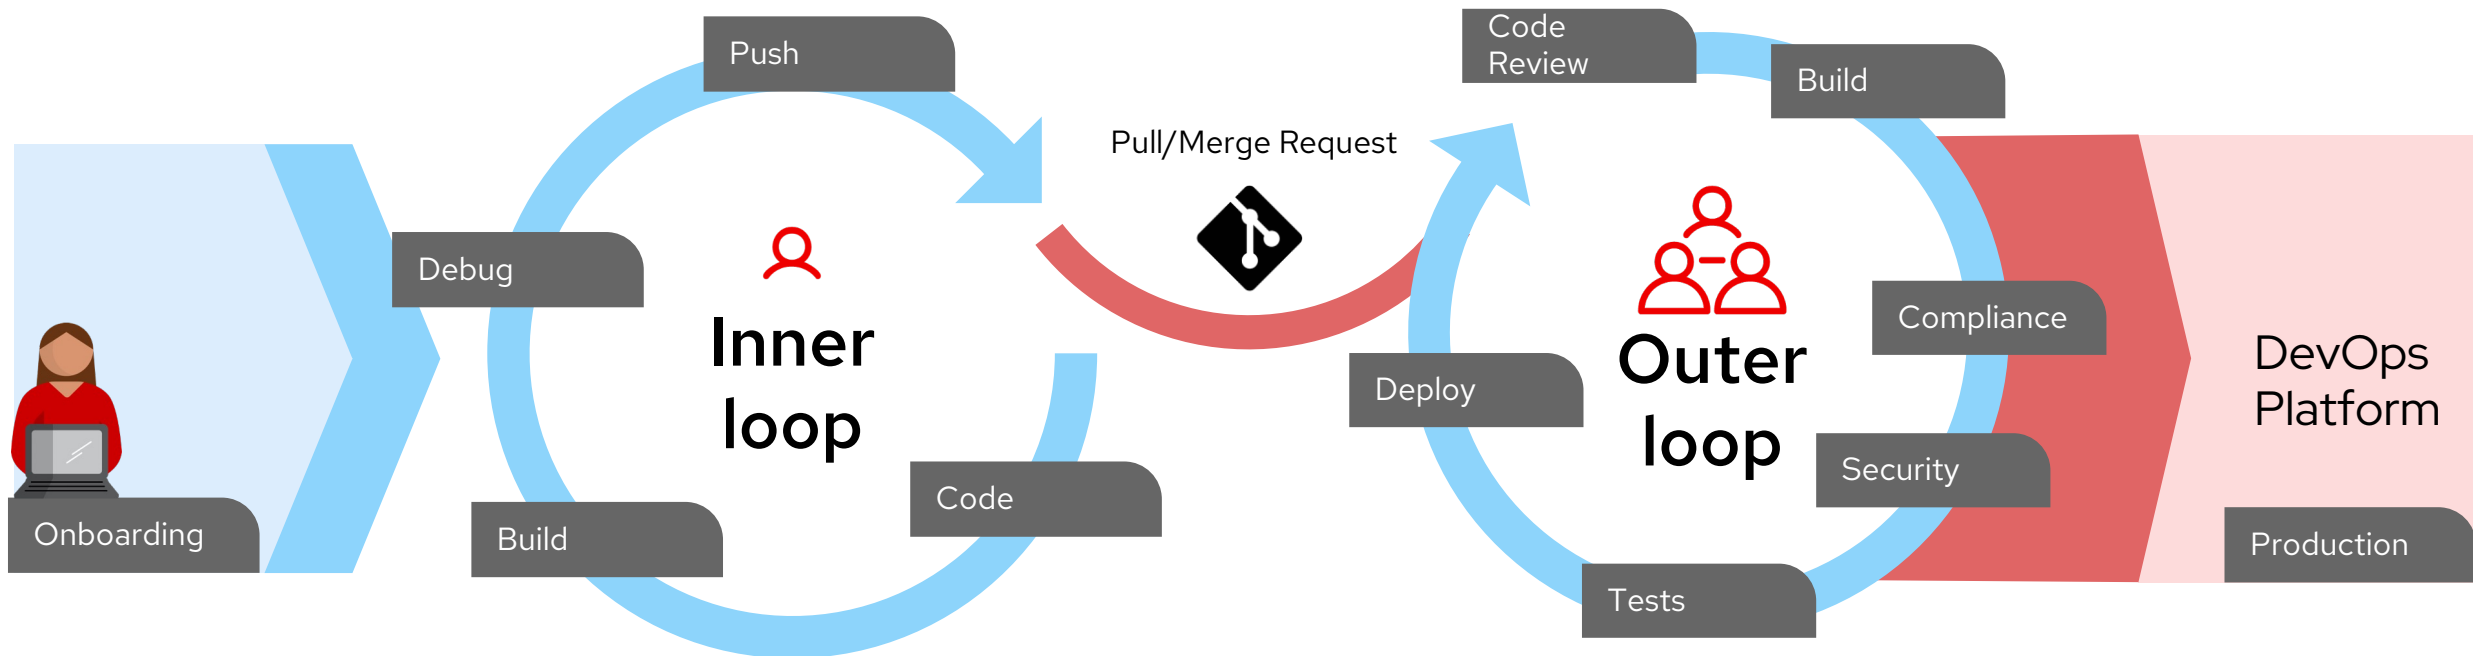 Onboarding
Push
Debug
Inner
loop
Build
Code
Pull/Merge Request
Code
Review
Build
Outer
loop
Compliance
Deploy
Security
Tests
DevOps
Platform
Production